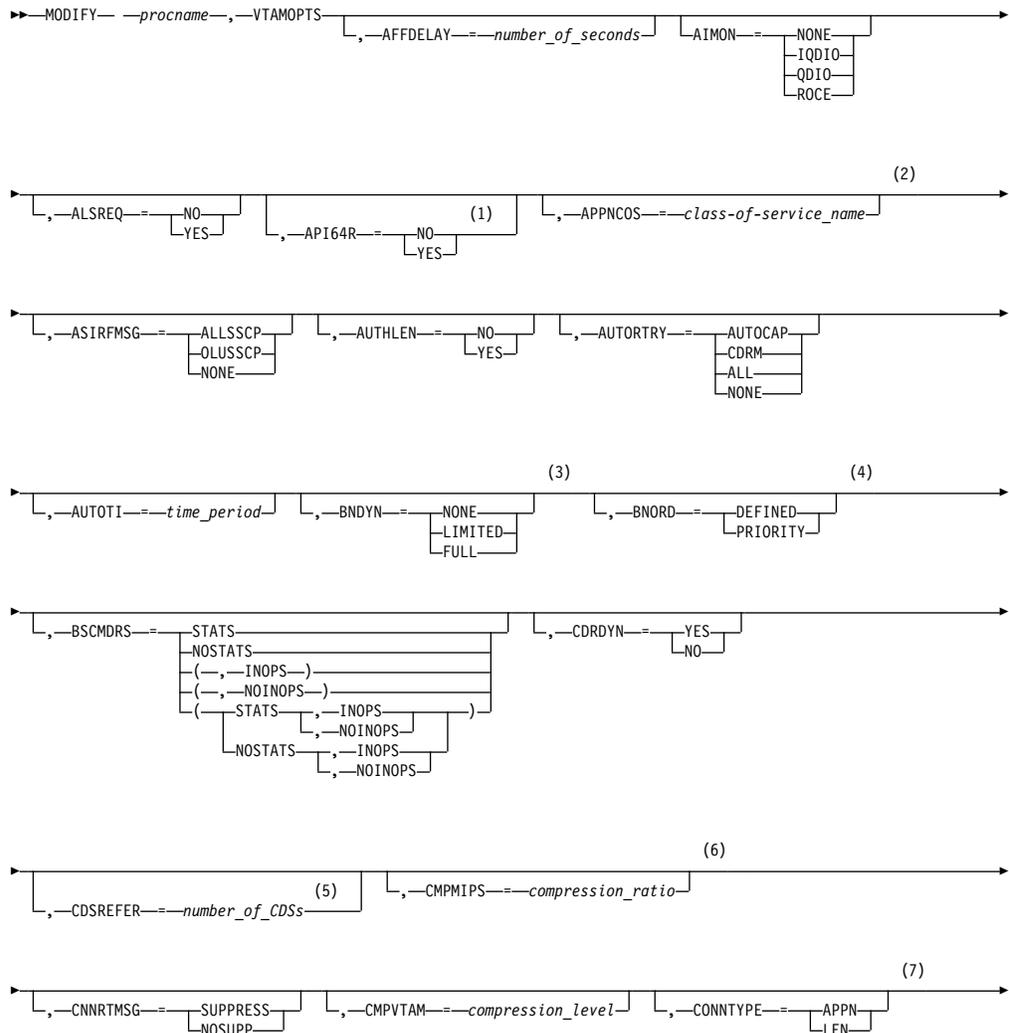 MODIFY procname,VTAMOPTS
,AFFDELAY=number_of_seconds AIMON= NONE
IQDIO
QDIO
ROCE
(2)
,ALSREQ= NO (1) ,APPNCOS=class-of-service_name
YES ,API64R= NO
YES
,ASIRFMSG= ALLSSCP ,AUTHLEN= NO ,AUTORTRY= AUTOCAP
OLUSSCP YES CDRM
NONE ALL
NONE
(3) (4)
,AUTOTI=time_period ,BNDYN= NONE ,BNORD= DEFINED
LIMITED PRIORITY
FULL
,BSCMDRS= STATS ,CDRDYN= YES
NOSTATS NO
( , INOPS )
( , NOINOPS )
( STATS , INOPS )
, NOINOPS
NOSTATS , INOPS
, NOINOPS
(6)
(5) ,CMPMIPS=compression_ratio
,CDSREFER=number_of_CDSs
(7)
,CNNRTMSG= SUPPRESS ,CMPVTAM=compression_level ,CONNTYPE= APPN
NOSUPP LEN